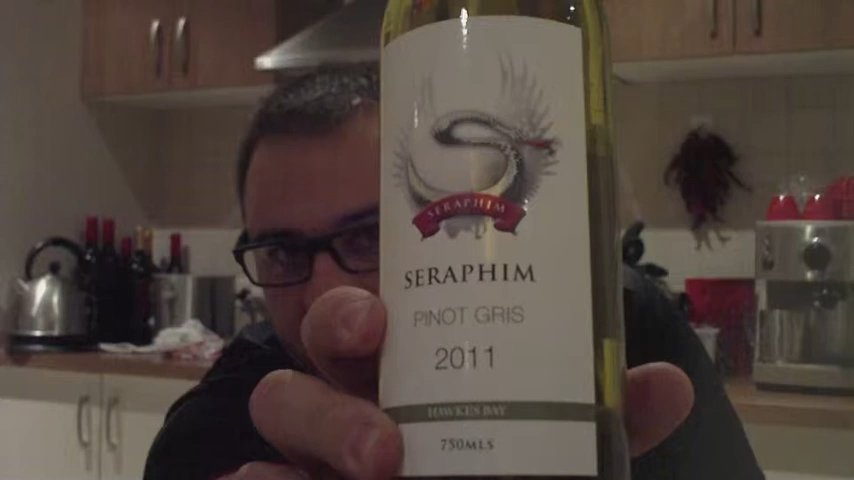 SERAPHIM
SERAPHIM
PINOT GRIS
2011
HAWKES BAY
750MLS